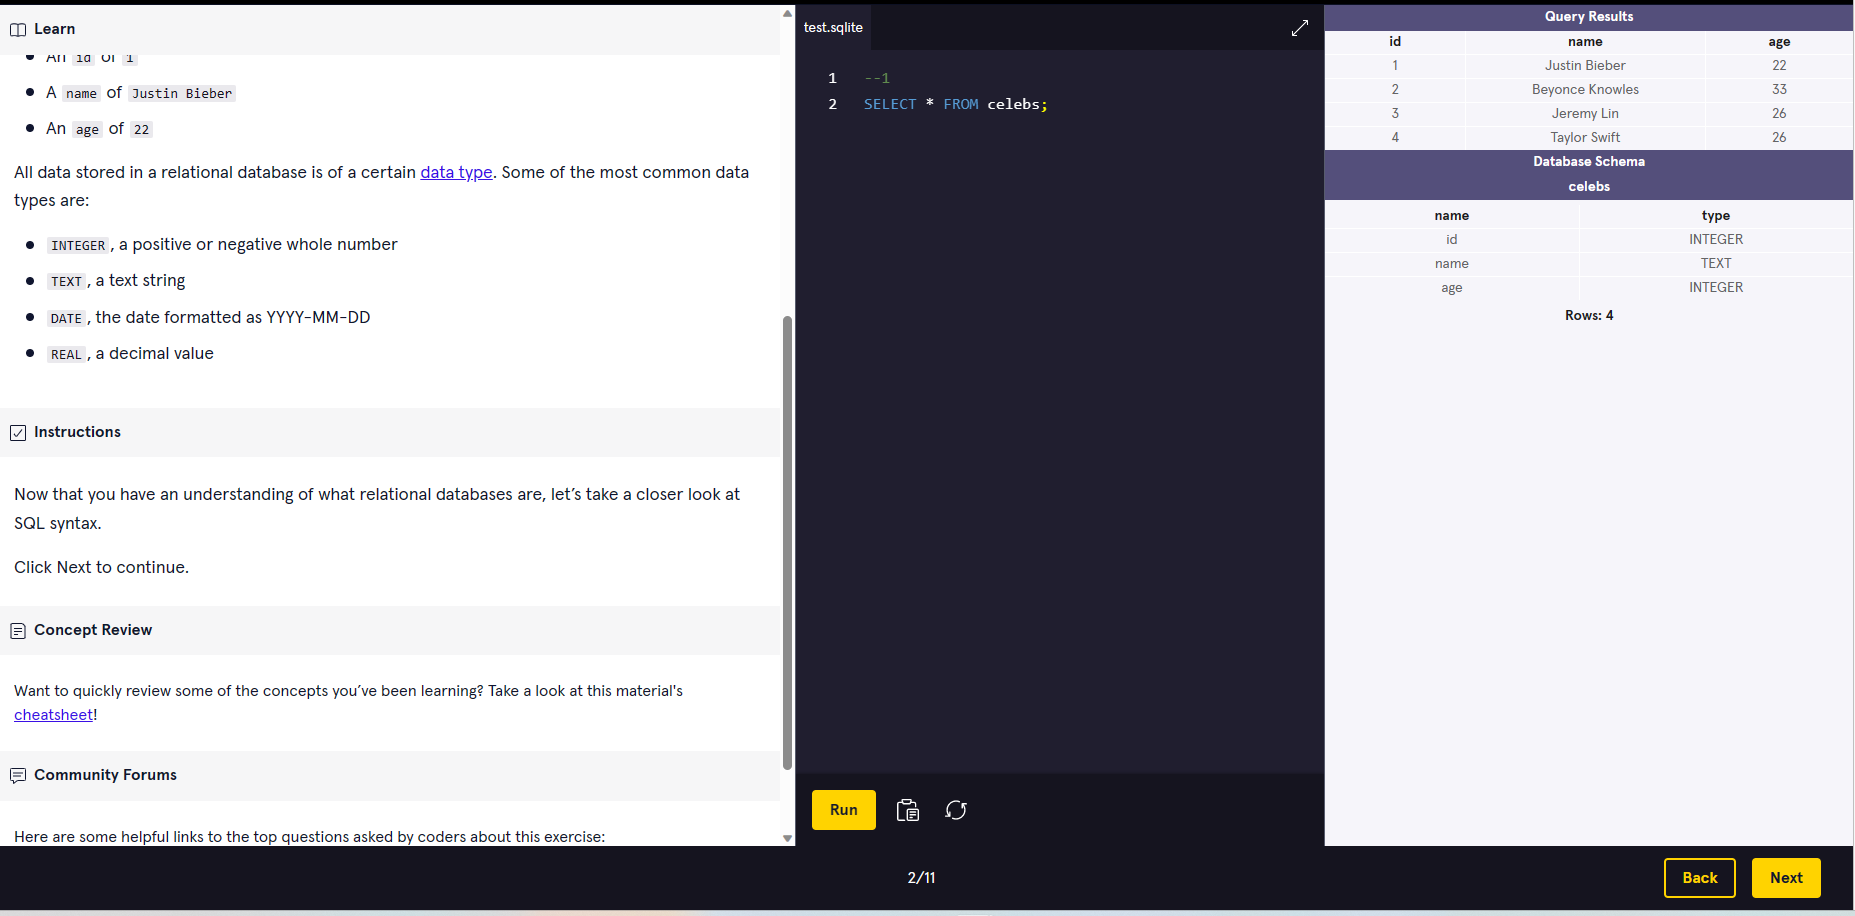 Learn
An id of 1
A name of Justin Bieber
An age of 22
All data stored in a relational database is of a certain data type. Some of the most common data
types are:
INTEGER, a positive or negative whole number
TEXT, a text string
DATE, the date formatted as YYYY-MM-DD
REAL, a decimal value
Instructions
Now that you have an understanding of what relational databases are, let’s take a closer look at
SQL syntax.
Click Next to continue.
Concept Review
Want to quickly review some of the concepts you’ve been learning? Take a look at this material's
cheatsheet!
Community Forums
Here are some helpful links to the top questions asked by coders about this exercise:
test.sqlite
1 --1
2 SELECT * FROM celebs;
Run
Query Results
id name age
1 Justin Bieber 22
2 Beyonce Knowles 33
3 Jeremy Lin 26
4 Taylor Swift 26
Database Schema
celebs
name type
id INTEGER
name TEXT
age INTEGER
Rows: 4
2/11
Back
Next